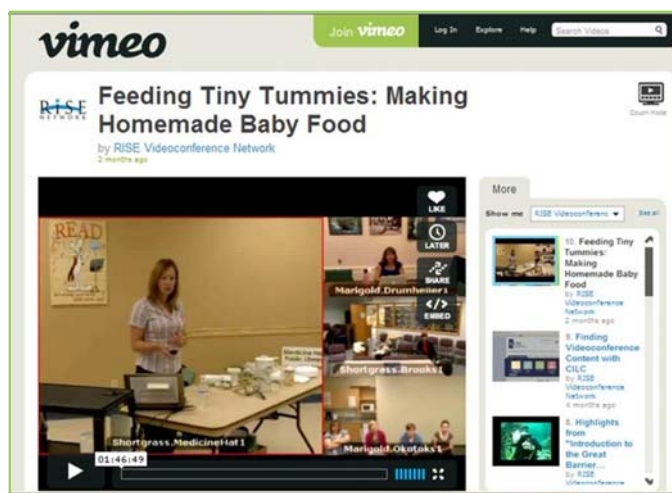 vimeo
Join vimeo
Log In
Explore
Help
Search Videos
RISE
NETWORK
Feeding Tiny Tummies: Making
Homemade Baby Food
by RISE Videoconference Network
2 months ago
Couch mode
READ
LIKE
LATER
SHARE
EMBED
Marigold.Drumheller1
Shortgrass.Brooks1
Marigold.Okotoks1
Shortgrass.MedicineHat1
01:46:49
More
Show me
RISE Videoconferenc
See all
10. Feeding Tiny
Tummies:
Making
Homemade Baby
Food
by RISE
Videoconference
Network
2 months ago
9. Finding
Videoconference
Content with
CILC
by RISE
Videoconference
Network
4 months ago
8. Highlights
from
"Introduction to
the Great
Barrier...
by RISE
Videoconference